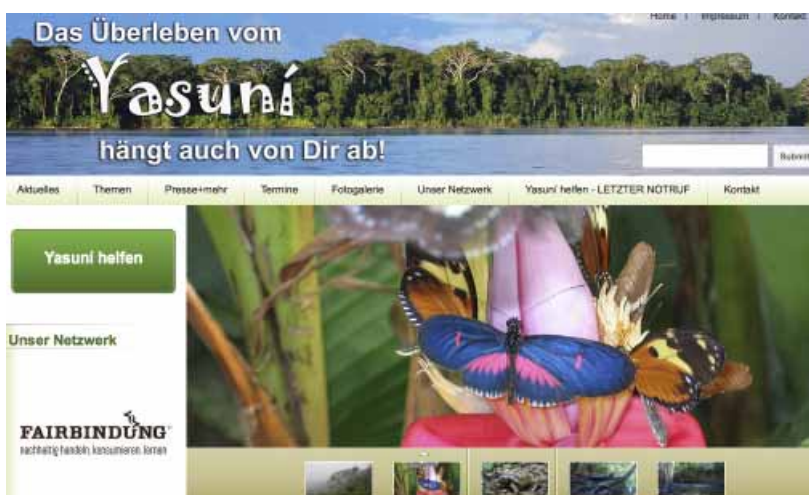 Home | Impressum | Kontakt
Das Überleben vom
Yasuní
hängt auch von Dir ab!
Submit
Aktuelles Themen Presse+mehr Termine Fotogalerie Unser Netzwerk Yasuní helfen - LETZTER NOTRUF Kontakt
Yasuní helfen
Unser Netzwerk
FAIRBINDUNG
nachhaltig handeln, konsumieren, lernen